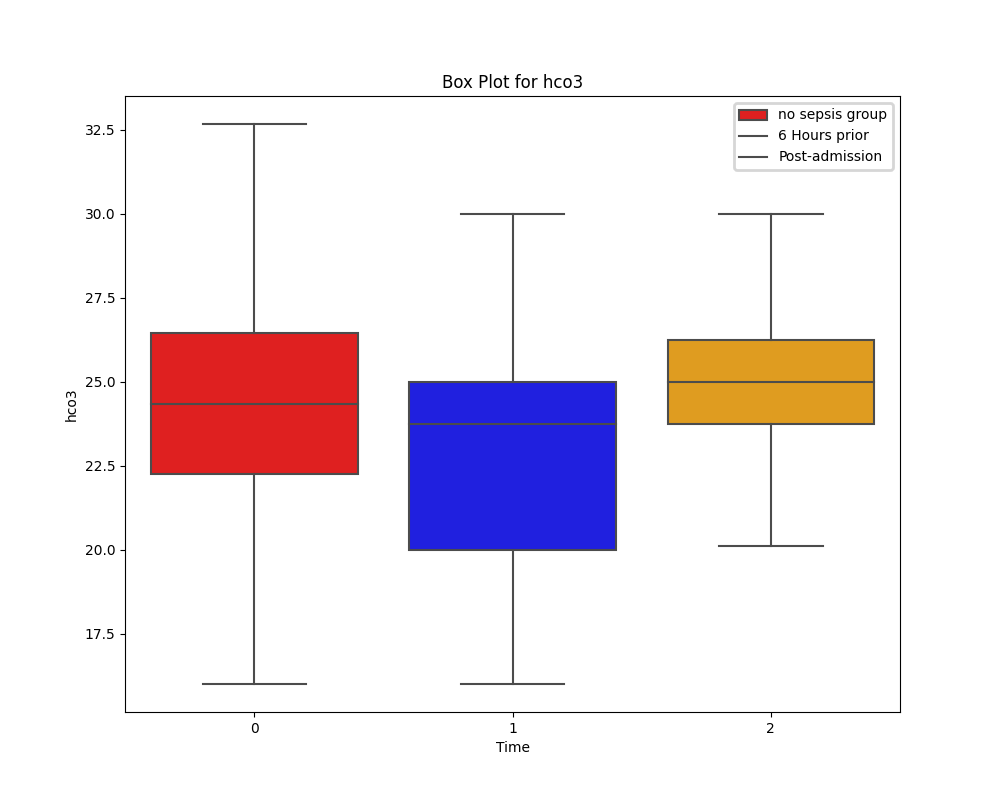 Box Plot for hco3
no sepsis group
6 Hours prior
Post-admission
32.5
30.0
27.5
25.0
22.5
20.0
17.5
hco3
0
1
2
Time